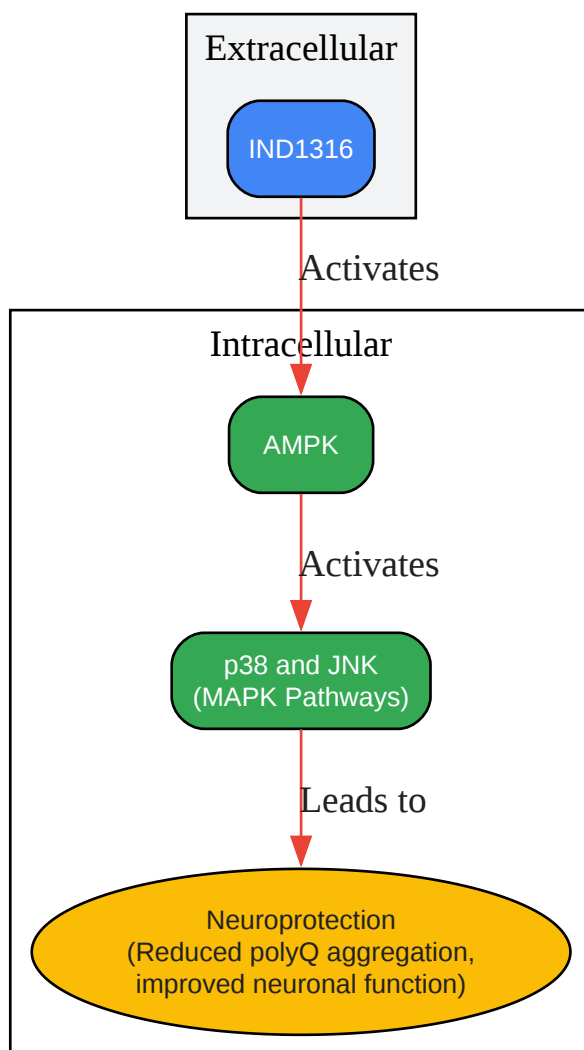 Extracellular
IND1316
Activates
Intracellular
AMPK
Activates
p38 and JNK
(MAPK Pathways)
Leads to
Neuroprotection
(Reduced polyQ aggregation,
improved neuronal function)